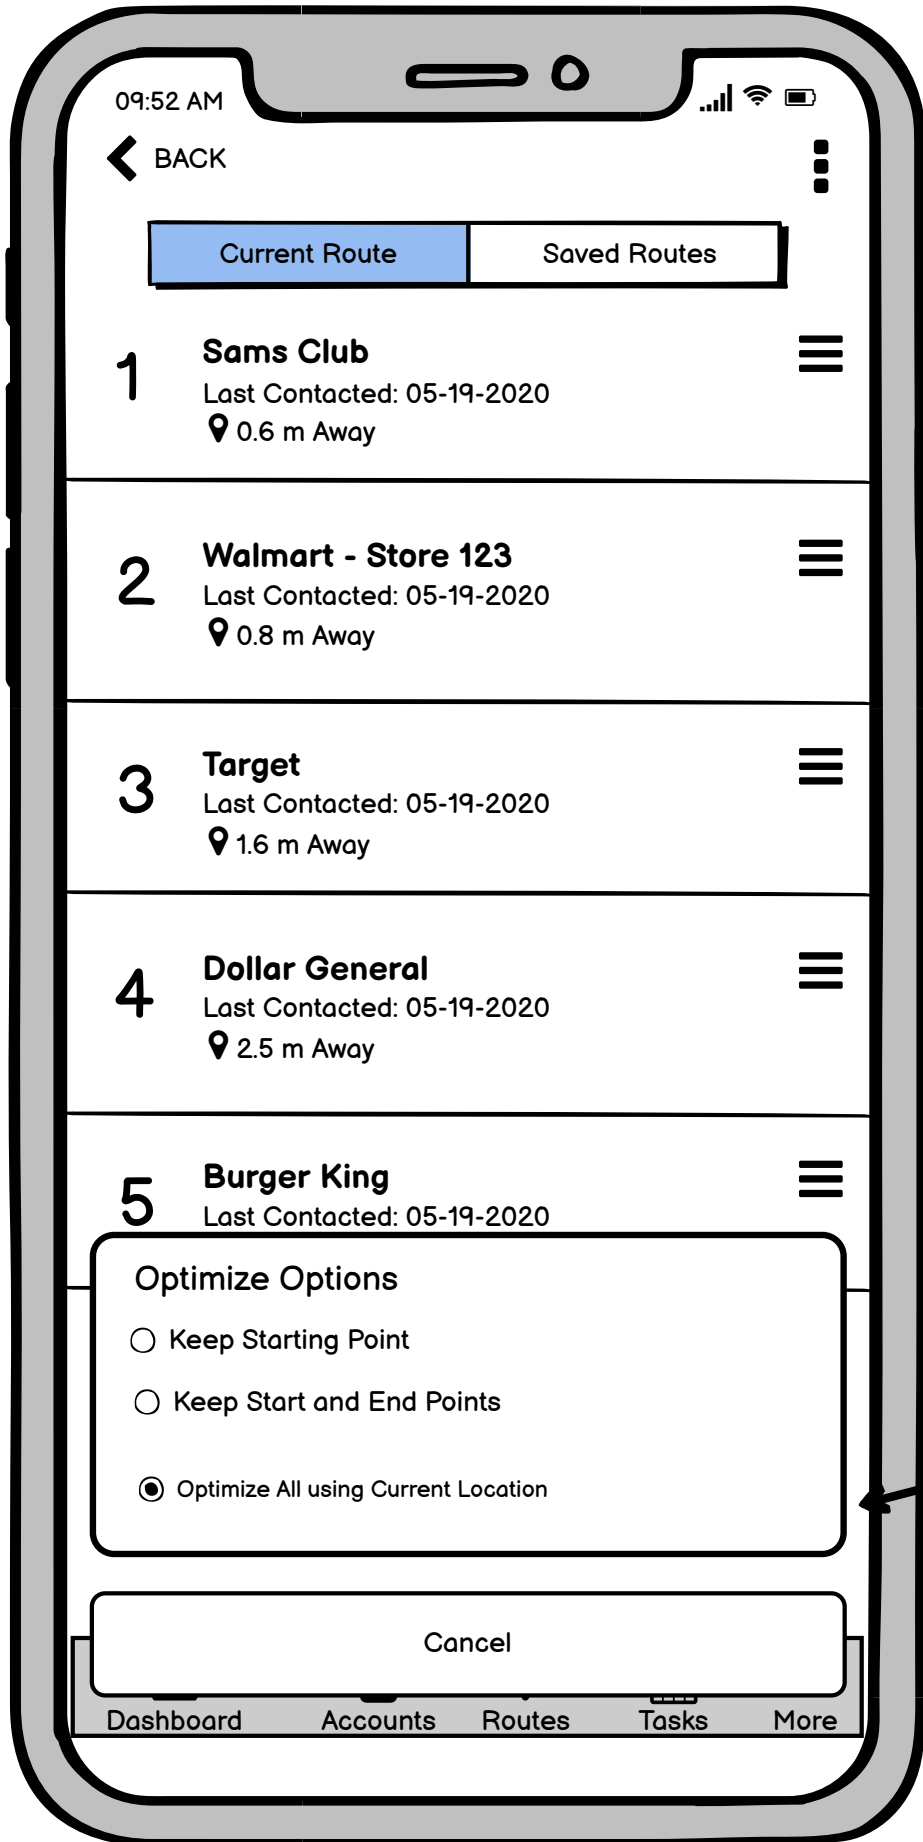 09:52 AM
BACK
Current Route
Saved Routes
1
Sams Club
Last Contacted: 05-19-2020
0.6 m Away
2
Walmart - Store 123
Last Contacted: 05-19-2020
0.8 m Away
3
Target
Last Contacted: 05-19-2020
1.6 m Away
4
Dollar General
Last Contacted: 05-19-2020
2.5 m Away
5
Burger King
Last Contacted: 05-19-2020
Optimize Options
Keep Starting Point
Keep Start and End Points
Optimize All using Current Location
Cancel
Dashboard
Accounts
Routes
Tasks
More